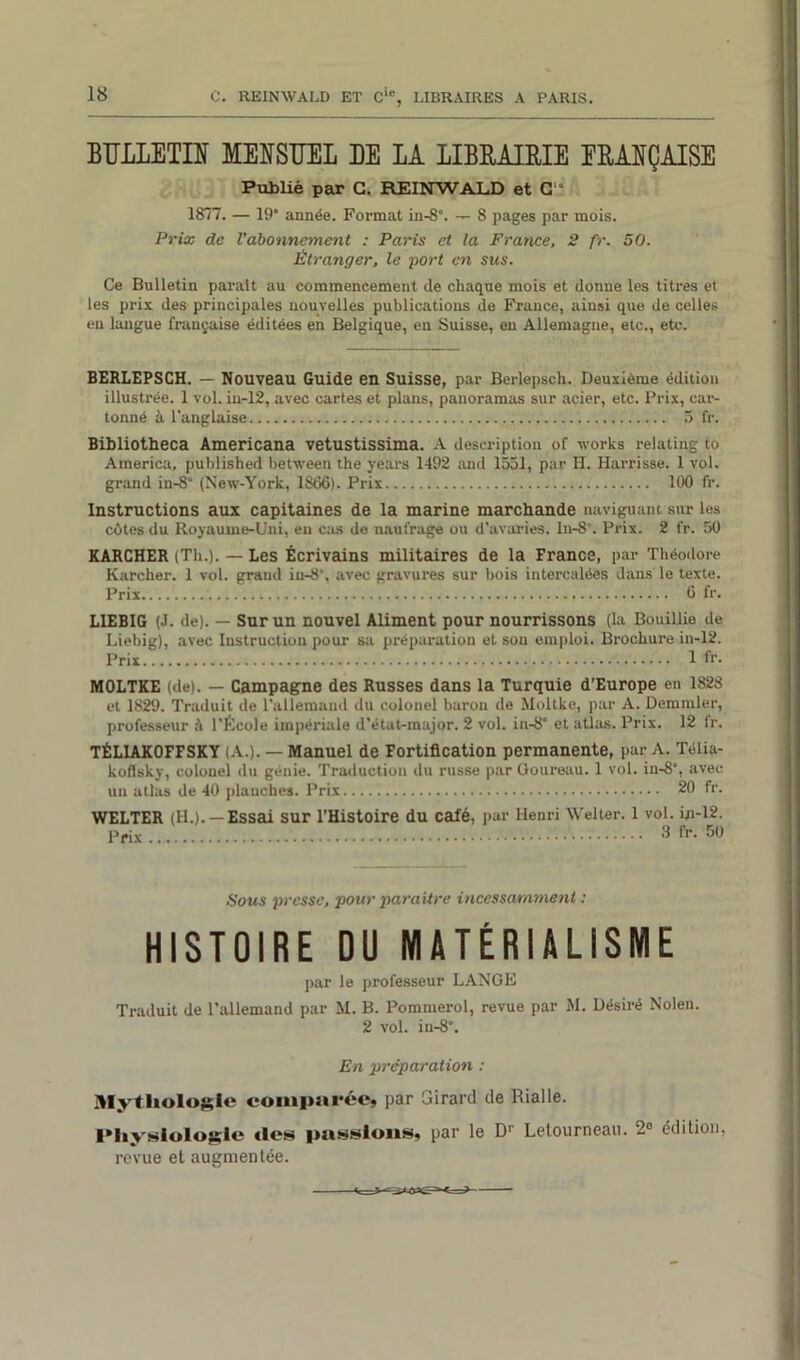 18 C. REINWALD ET Cie, LIBRAIRES A PARIS.
BULLETIN MENSUEL DE LA LIBRAIRIE FRANÇAISE
Publié par C. REINWALD et Cie
1877. — 19e année. Format in-8°. — 8 pages par mois.
Prix de l'abonnement : Paris et la France, 2 fr. 50.
Étranger, le port en sus.
Ce Bulletin paraît au commencement de chaque mois et donne les titres et
les prix des principales nouvelles publications de France, ainsi que de celles
en langue française éditées en Belgique, en Suisse, en Allemagne, etc., etc.
BERLEPSCH. — Nouveau Guide en Suisse, par Berlepsch. Deuxième édition
illustrée. 1 vol. in-12, avec cartes et plans, panoramas sur acier, etc. Prix, car-
tonné à l'anglaise........ 5 fr.
Bibliotheca Americana vetustissima. A description of works relating to
America, published between the years 1492 and 1551, par H. Harrisse. 1 vol.
grand in-8° (New-York, 1866). Prix........ 100 fr.
Instructions aux capitaines de la marine marchande naviguant sur les
côtes du Royaume-Uni, en cas de naufrage ou d'avaries. In-8°. Prix. 2 fr. 50
KARCHER (Th.). — Les Écrivains militaires de la France, par Théodore
Karcher. 1 vol. grand in-8°, avec gravures sur bois intercalées dans le texte.
Prix........ 6 fr.
LIEBIG (J. de). — Sur un nouvel Aliment pour nourrissons (la Bouillie de
Liebig), avec Instruction pour sa préparation et son emploi. Brochure in-12.
Prix........ 1 fr.
MOLTKE (de). — Campagne des Russes dans la Turquie d'Europe en 1828
et 1829. Traduit de l'allemand du colonel baron de Moltke, par A. Demmler,
professeur à l'École impériale d'état-major. 2 vol. in-8° et atlas. Prix. 12 fr.
TÉLIAKOFFSKY (A.). — Manuel de Fortification permanente, par A. Télia-
koffsky, colonel du génie. Traduction du russe par Goureau. 1 vol. in-8°, avec
un atlas de 40 planches. Prix........ 20 fr.
WELTER (H.). — Essai sur l'Histoire du café, par Henri Welter. 1 vol. in-12.
Prix........ 3 fr. 50
Sous presse, pour paraître incessamment :
HISTOIRE DU MATÉRIALISME
par le professeur LANGE
Traduit de l'allemand par M. B. Pommerol, revue par M. Désiré Nolen.
2 vol. in-8°.
En préparation :
Mythologie comparée, par Girard de Rialle.
Physiologie des passions, par le Dr Letourneau. 2e édition,
revue et augmentée.